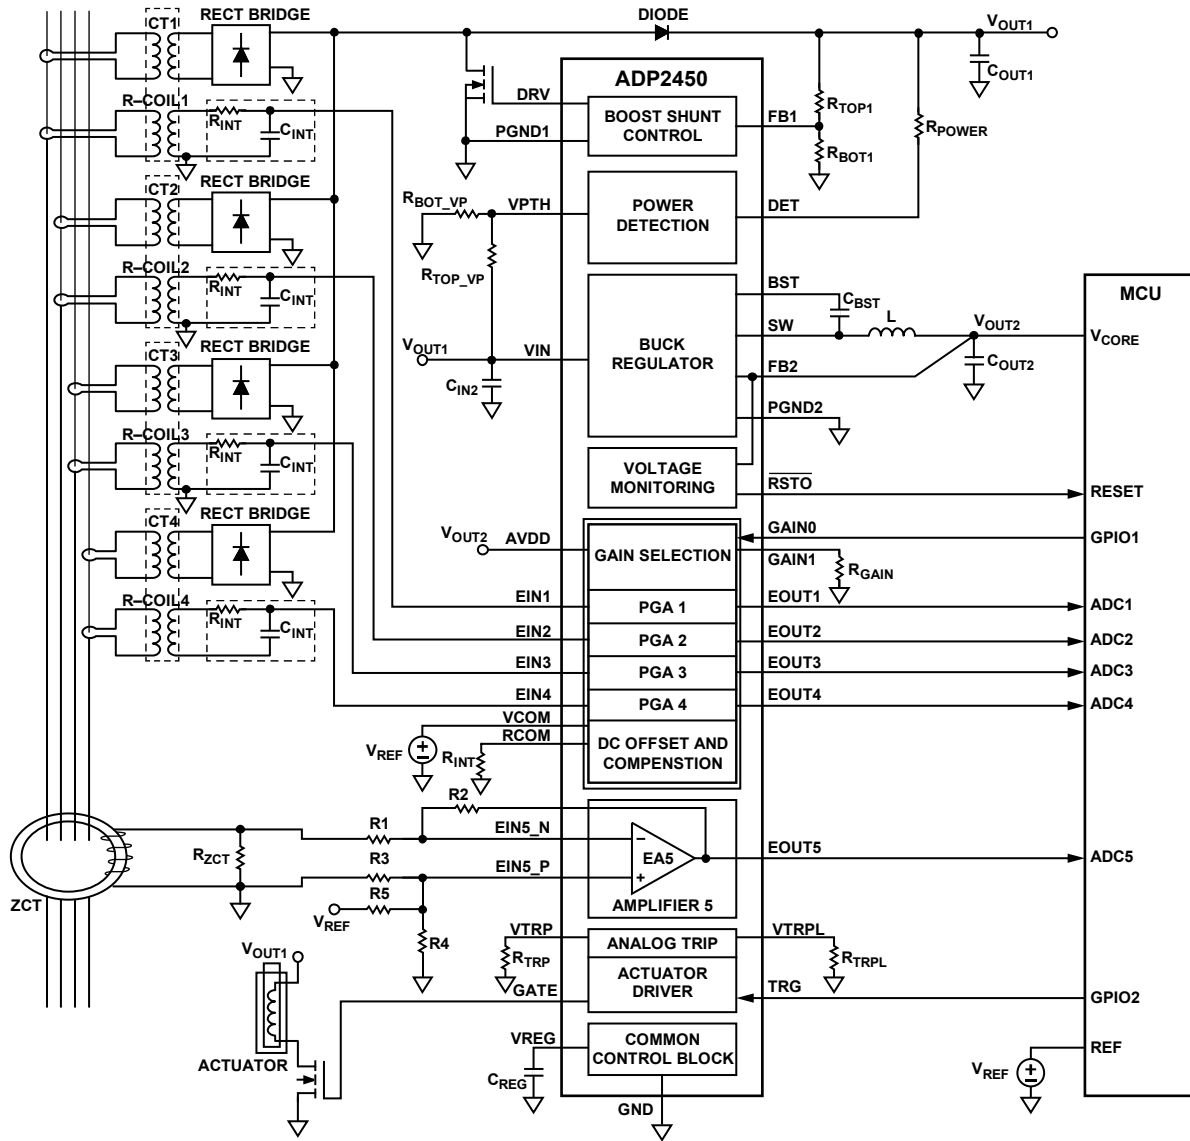 CT1
RECT BRIDGE
DIODE
VOUT1
COUT1
ADP2450
DRV
BOOST SHUNT
CONTROL
PGND1
FB1
RTOP1
RBOT1
RPOWER
R–COIL1
RINT
CINT
CT2
RECT BRIDGE
RBOT_VP
VPTH
POWER
DETECTION
DET
RTOP_VP
R–COIL2
RINT
CINT
BST
CBST
SW
L
VOUT2
MCU
VCORE
CT3
RECT BRIDGE
VOUT1
VIN
BUCK
REGULATOR
FB2
COUT2
CIN2
PGND2
R–COIL3
RINT
CINT
VOLTAGE
MONITORING
RSTO
RESET
CT4
RECT BRIDGE
VOUT2
AVDD
GAIN SELECTION
GAIN0
GPIO1
GAIN1
RGAIN
R–COIL4
RINT
CINT
EIN1
PGA 1
EOUT1
ADC1
EIN2
PGA 2
EOUT2
ADC2
EIN3
PGA 3
EOUT3
ADC3
EIN4
PGA 4
EOUT4
ADC4
VCOM
RCOM
VREF
+
–
RINT
DC OFFSET AND
COMPENSTION
R2
R1
EIN5_N
–
RZCT
EA5
EOUT5
ADC5
R3
EIN5_P
+
AMPLIFIER 5
ZCT
VREF
R5
R4
VTRP
ANALOG TRIP
VTRPL
RTRP
RTRPL
VOUT1
ACTUATOR
DRIVER
GATE
TRG
GPIO2
ACTUATOR
VREG
COMMON
CONTROL BLOCK
REF
CREG
VREF
+
–
GND